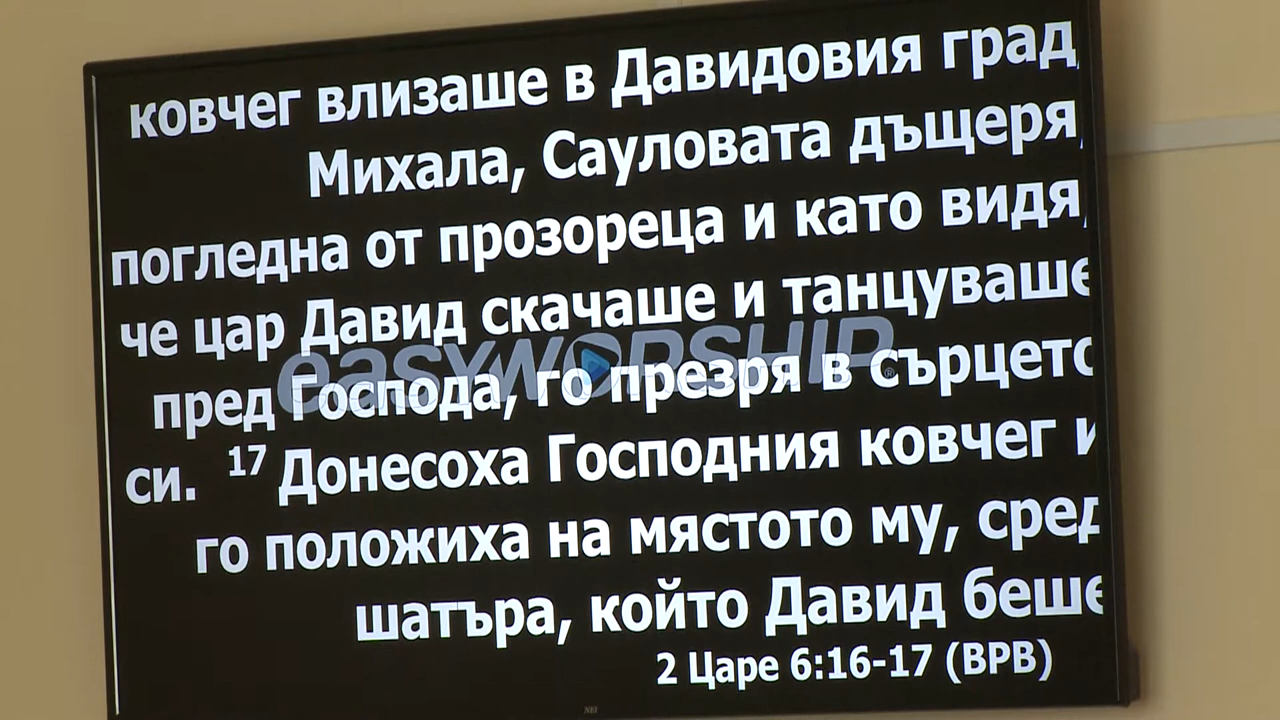 ковчег влизаше в Давидовия град,
Михала, Сауловата дъщеря,
погледна от прозореца и като видя,
че цар Давид скачаше и танцуваше
пред Господа, го презря в сърцето
си. 17 Донесоха Господния ковчег и
го положиха на мястото му, сред
шатъра, който Давид беше
2 Царе 6:16-17 (ВРВ)
easyworship®
NEI